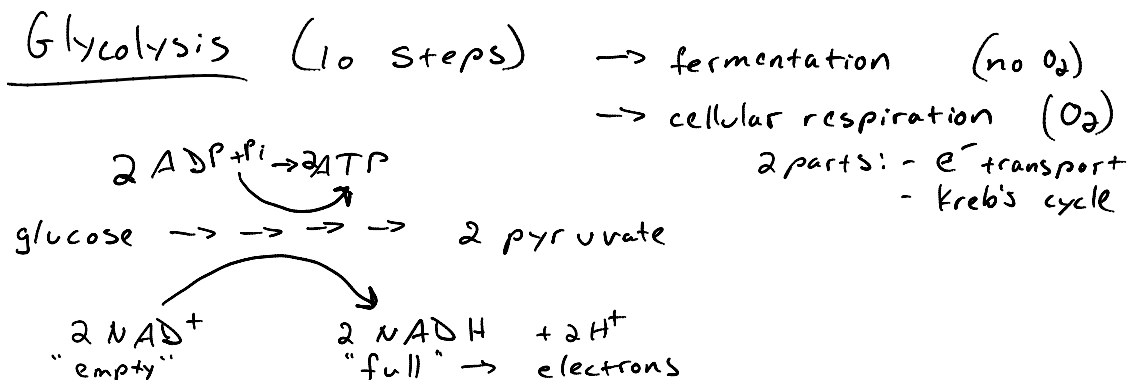 Glycolysis (10 steps)
→ fermentation (no O₂)
→ cellular respiration (O₂)
2 parts: - e⁻ transport
- Kreb's cycle
2 ADP+Pi → 2ATP
glucose → → → → 2 pyruvate
2 NAD⁺ 2 NADH + 2H⁺
"empty" "full" → electrons